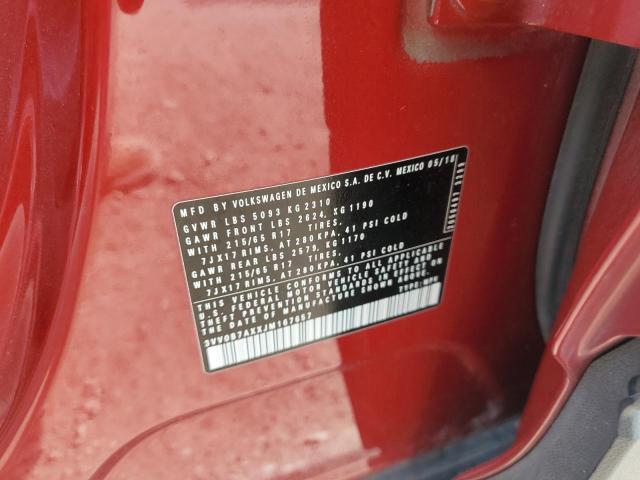 MFD BY VOLKSWAGEN DE MEXICO S.A. DE C.V. MEXICO 05/18
GVWR LBS 5093 KG 2310
GAWR FRONT LBS 2624, KG 1190
WITH 215/65 R17 TIRES.
7JX17 RIMS, AT 280 KPA, 41 PSI COLD
GAWR REAR LBS 2579, KG 1170
WITH 215/65 R17 TIRES.
7JX17 RIMS, AT 280 KPA, 41 PSI COLD
THIS VEHICLE CONFORMS TO ALL APPLICABLE
U.S. FEDERAL MOTOR VEHICLE SAFETY AND
THEFT PREVENTION STANDARDS IN EFFECT ON
THE DATE OF MANUFACTURE SHOWN ABOVE.
TYPE: MPV
3VV0B7AXXJM167657